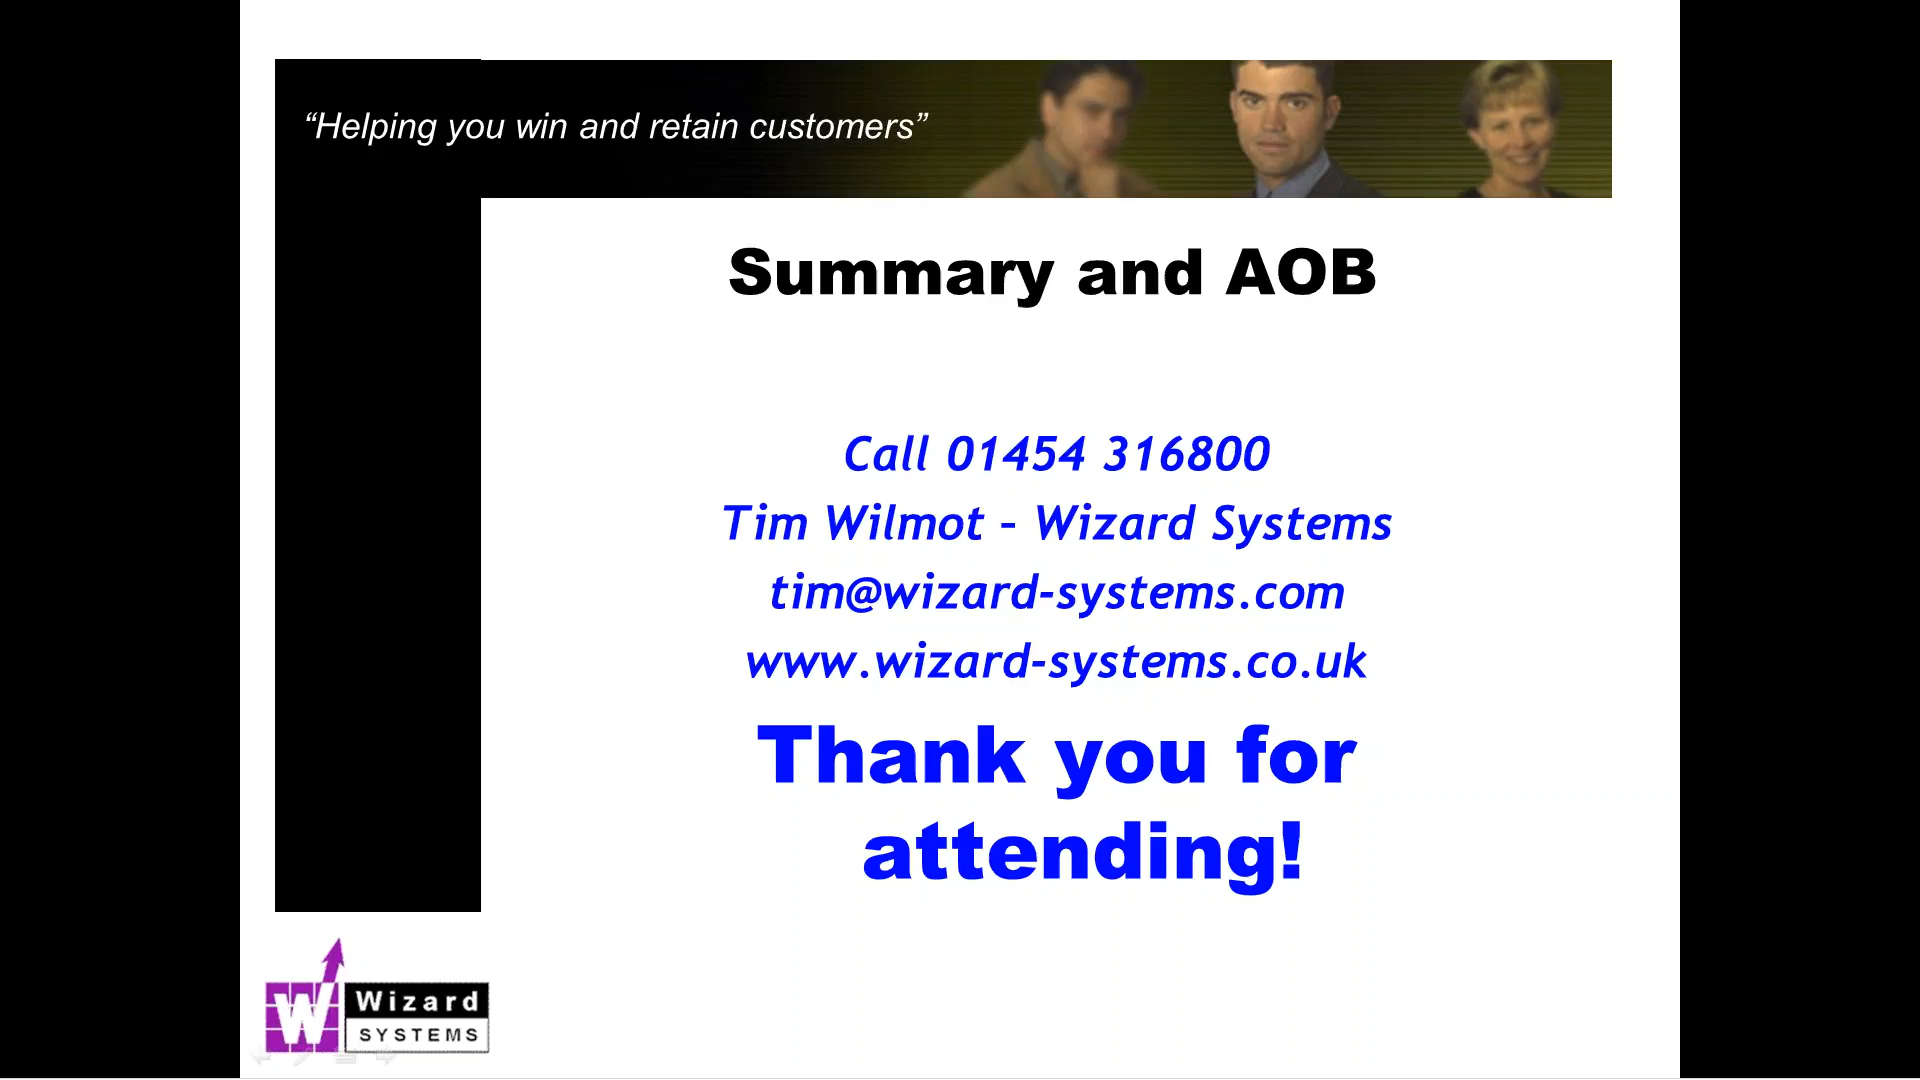 “Helping you win and retain customers”
Summary and AOB
Call 01454 316800
Tim Wilmot – Wizard Systems
tim@wizard-systems.com
www.wizard-systems.co.uk
Thank you for
attending!
W
Wizard
SYSTEMS